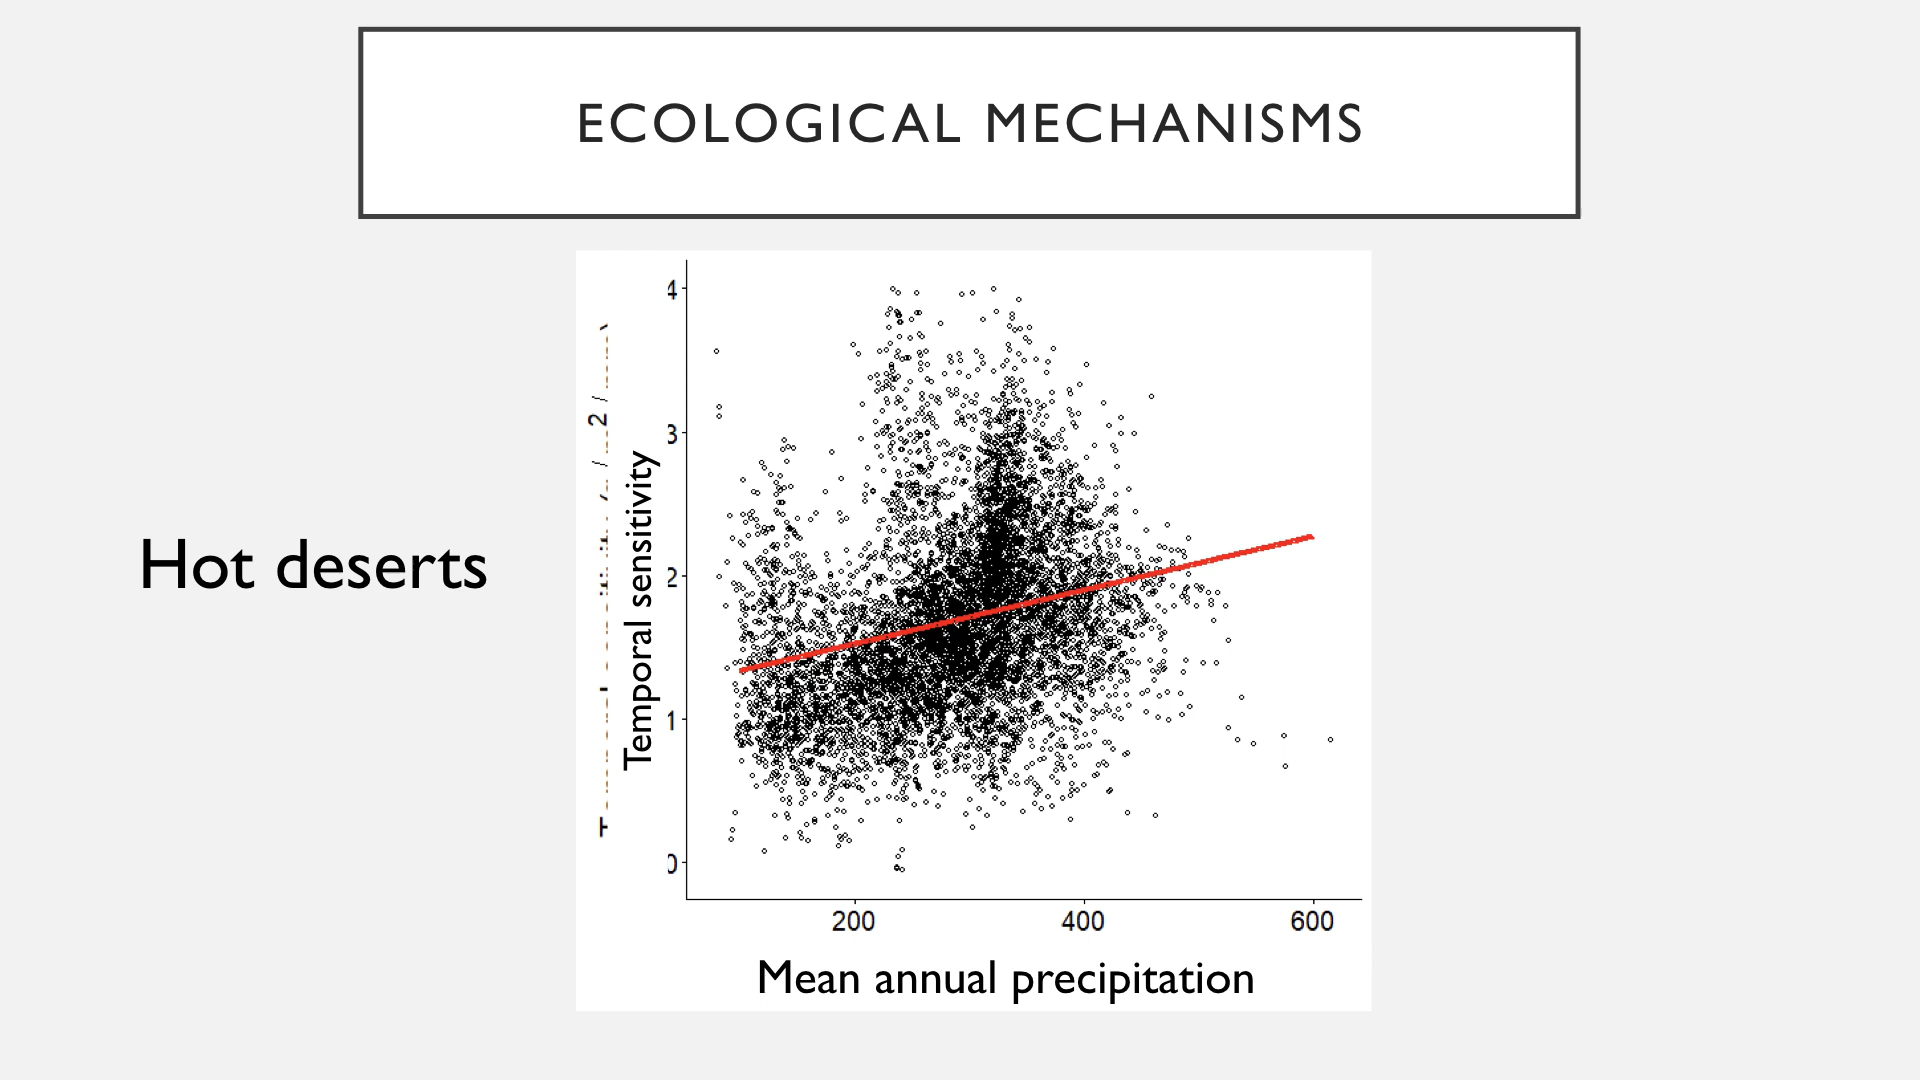 ECOLOGICAL MECHANISMS
Hot deserts
Temporal sensitivity
4
3
2
1
0
200 400 600
Mean annual precipitation